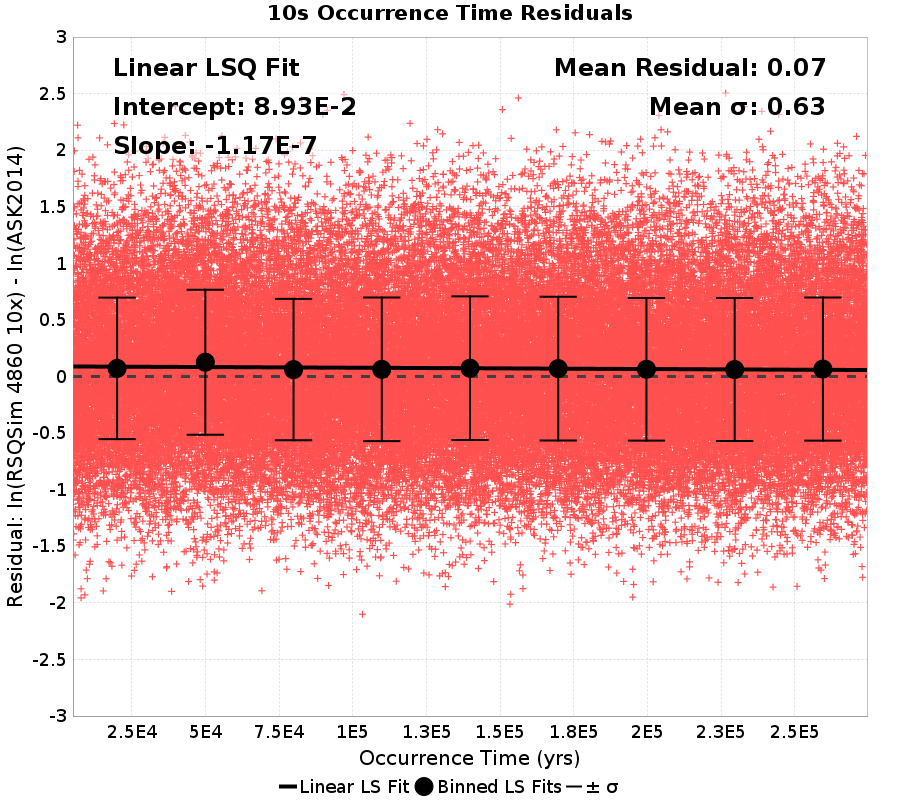 10s Occurrence Time Residuals
Linear LSQ Fit
Intercept: 8.93E-2
Slope: -1.17E-7
Mean Residual: 0.07
Mean σ: 0.63
Residual: ln(RSQSim 4860 10x) - ln(ASK2014)
3
2.5
2
1.5
1
0.5
0
-0.5
-1
-1.5
-2
-2.5
-3
2.5E4 5E4 7.5E4 1E5 1.3E5 1.5E5 1.8E5 2E5 2.3E5 2.5E5
Occurrence Time (yrs)
Linear LS Fit Binned LS Fits ± σ